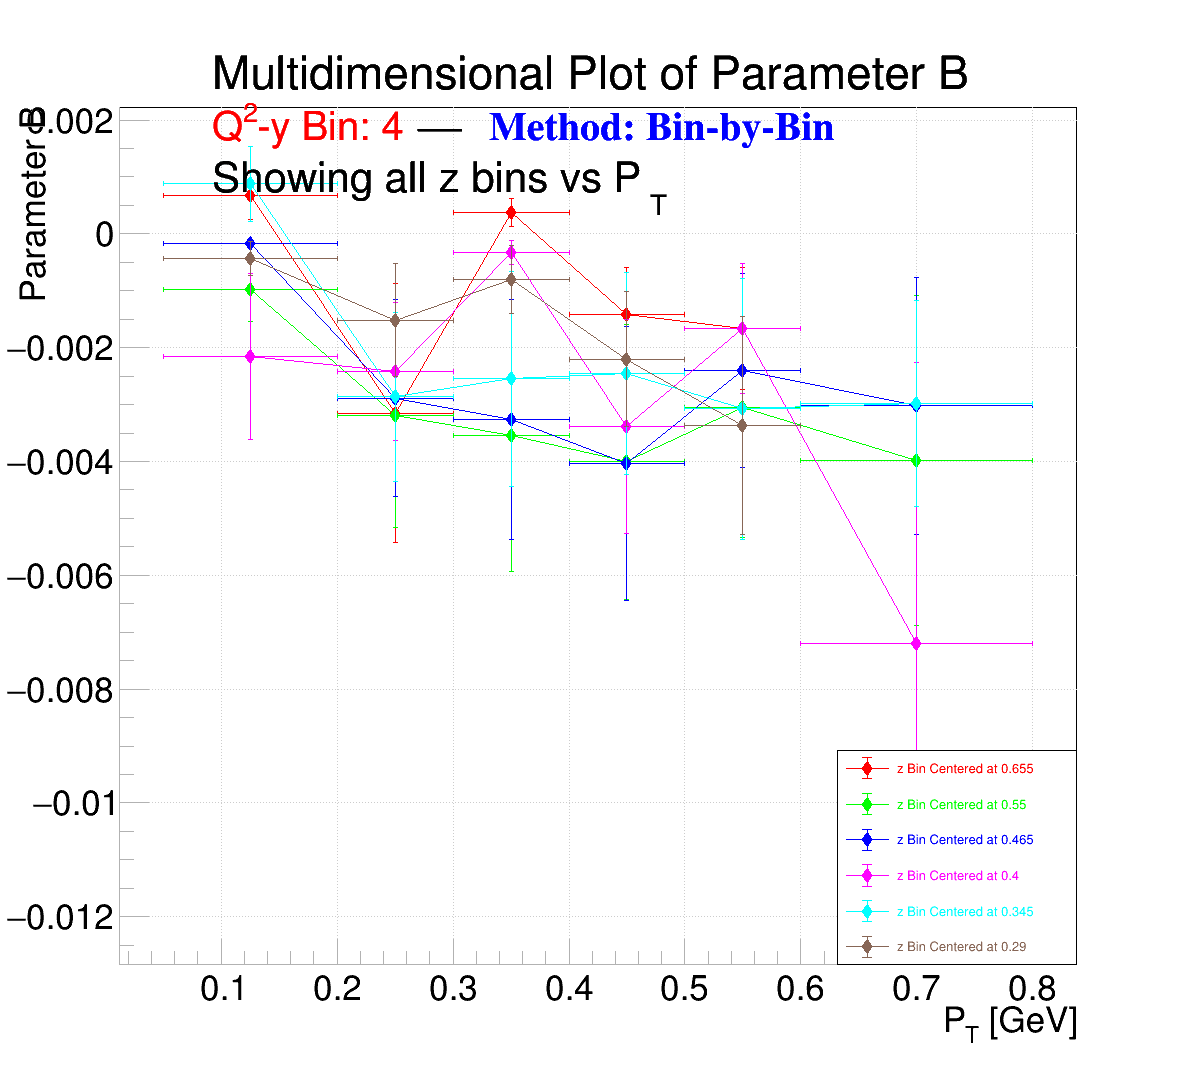 Multidimensional Plot of Parameter B
Q²-y Bin: 4 — Method: Bin-by-Bin
Showing all z bins vs P_T
Parameter B
0.002
0
−0.002
−0.004
−0.006
−0.008
−0.01
−0.012
z Bin Centered at 0.655
z Bin Centered at 0.55
z Bin Centered at 0.465
z Bin Centered at 0.4
z Bin Centered at 0.345
z Bin Centered at 0.29
0.1 0.2 0.3 0.4 0.5 0.6 0.7 0.8
P_T [GeV]